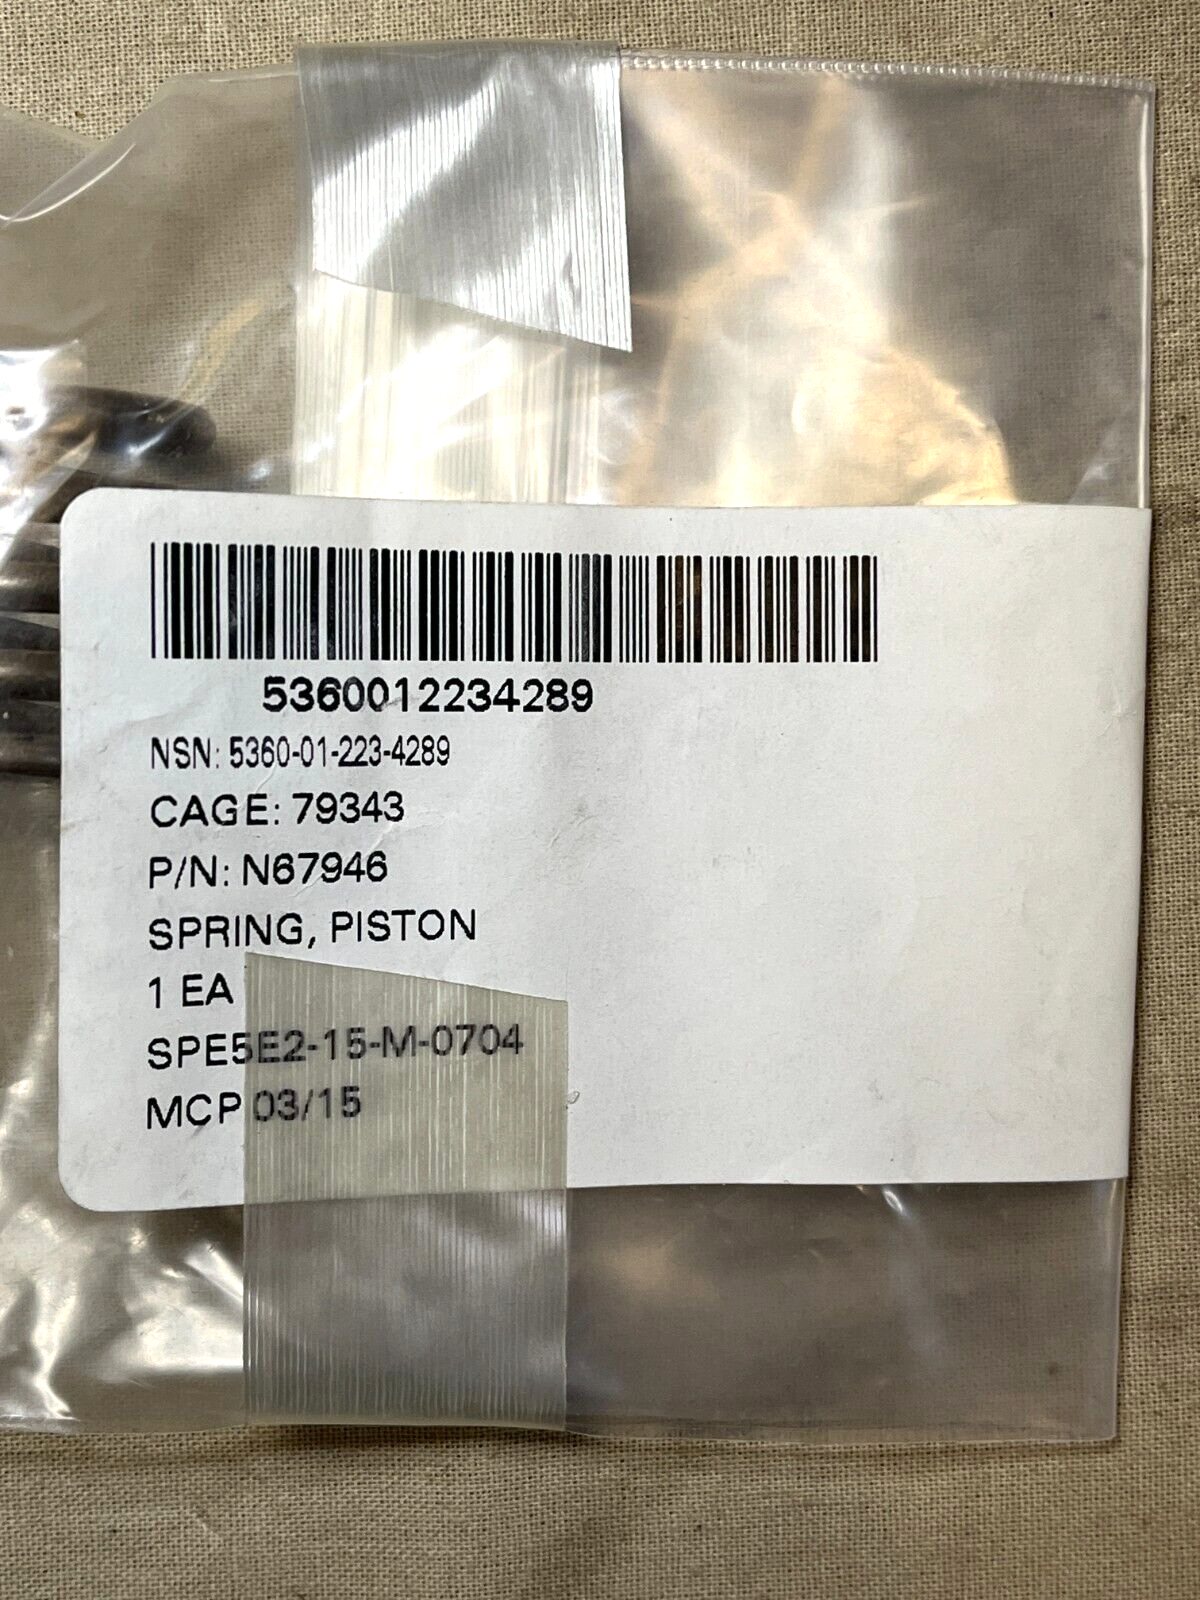 5360012234289
NSN: 5360-01-223-4289
CAGE: 79343
P/N: N67946
SPRING, PISTON
1 EA
SPE5E2-15-M-0704
MCP 03/15